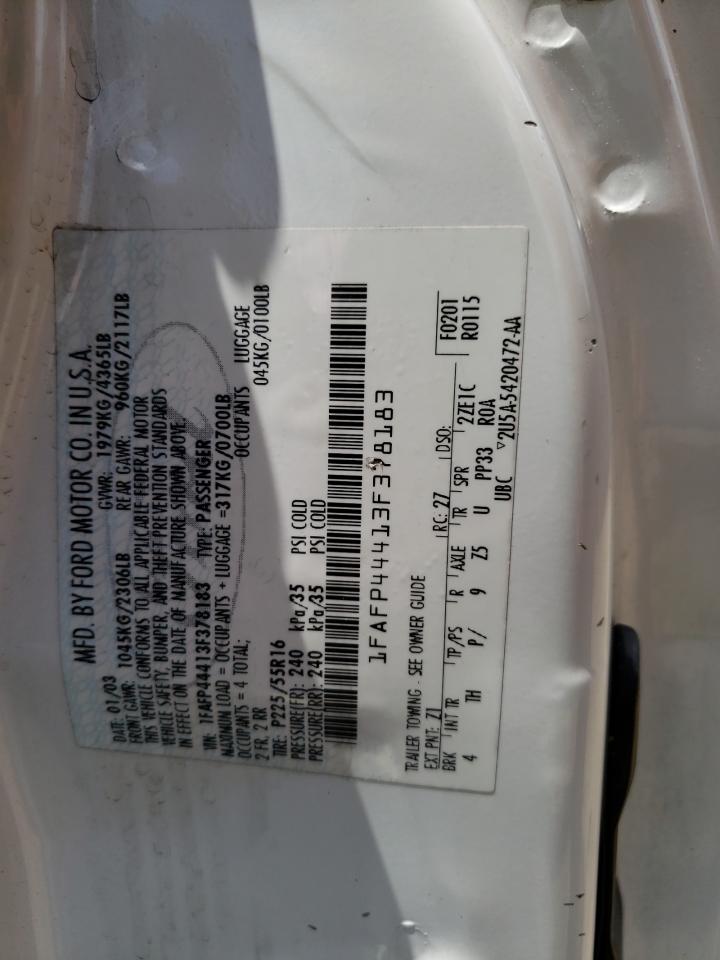 MFD. BY FORD MOTOR CO. IN U.S.A.
DATE: 01/03 GVWR: 1979KG/4365LB
FRONT GAWR: 1045KG/2306LB REAR GAWR: 960KG/2117LB
THIS VEHICLE CONFORMS TO ALL APPLICABLE FEDERAL MOTOR
VEHICLE SAFETY, BUMPER, AND THEFT PREVENTION STANDARDS
IN EFFECT ON THE DATE OF MANUFACTURE SHOWN ABOVE.
VIN: 1FAFP44413F378183 TYPE: PASSENGER
MAXIMUM LOAD = OCCUPANTS + LUGGAGE =317KG/0700LB
OCCUPANTS = 4 TOTAL; OCCUPANTS LUGGAGE
2 FR, 2 RR 045KG/0100LB
TIRE: P225/55R16
PRESSURE(FR): 240 kPa/35 PSI COLD
PRESSURE(RR): 240 kPa/35 PSI COLD
1FAFP44413F378183
TRAILER TOWING - SEE OWNER GUIDE
EXT PNT: Z1 RC: 27 DSO: F0201
BRK INT TR TP/PS R AXLE TR SPR 2ZE1C R0115
4 TH P/ 9 Z5 U PP33 R0A
UBC ▽2U5A-5420472-AA